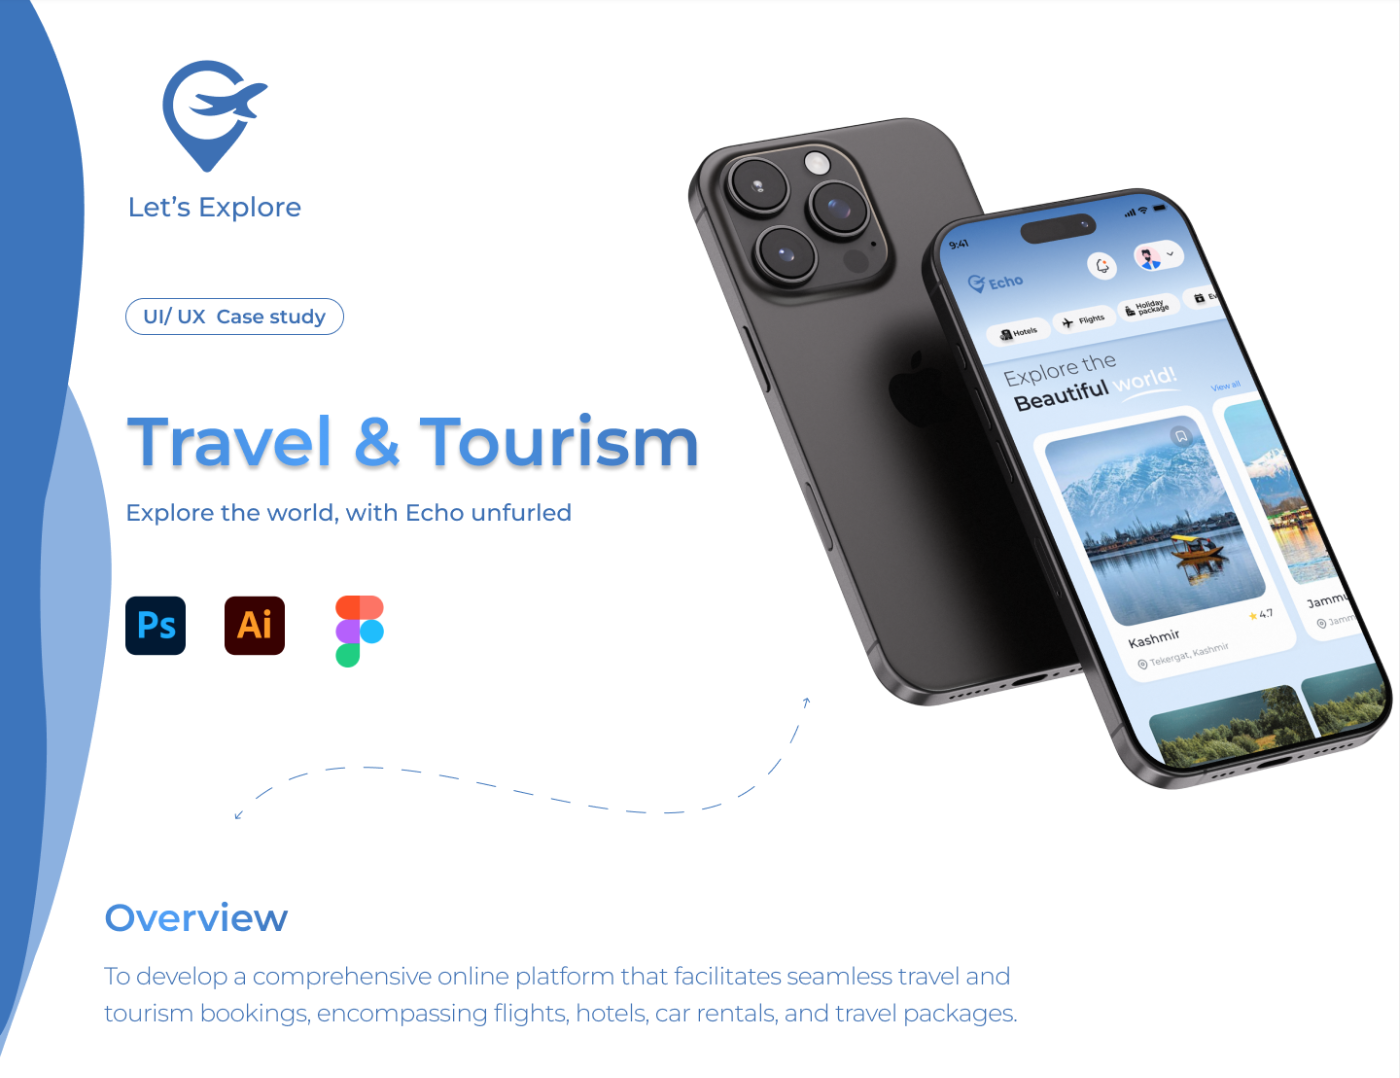 Let’s Explore
UI/ UX Case study
Travel & Tourism
Explore the world, with Echo unfurled
Ps
Ai
9:41
Echo
Hotels
Flights
Holiday
package
Explore the
Beautiful world!
View all
Kashmir
4.7
Tekergat, Kashmir
Overview
To develop a comprehensive online platform that facilitates seamless travel and
tourism bookings, encompassing flights, hotels, car rentals, and travel packages.